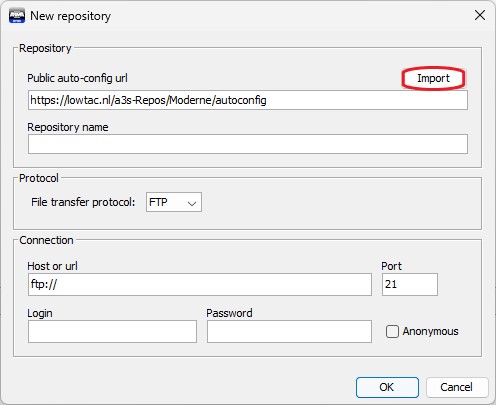 New repository
Repository
Public auto-config url
Import
https://lowtac.nl/a3s-Repos/Moderne/autoconfig
Repository name
Protocol
File transfer protocol: FTP
Connection
Host or url Port
ftp:// 21
Login Password
Anonymous
OK Cancel